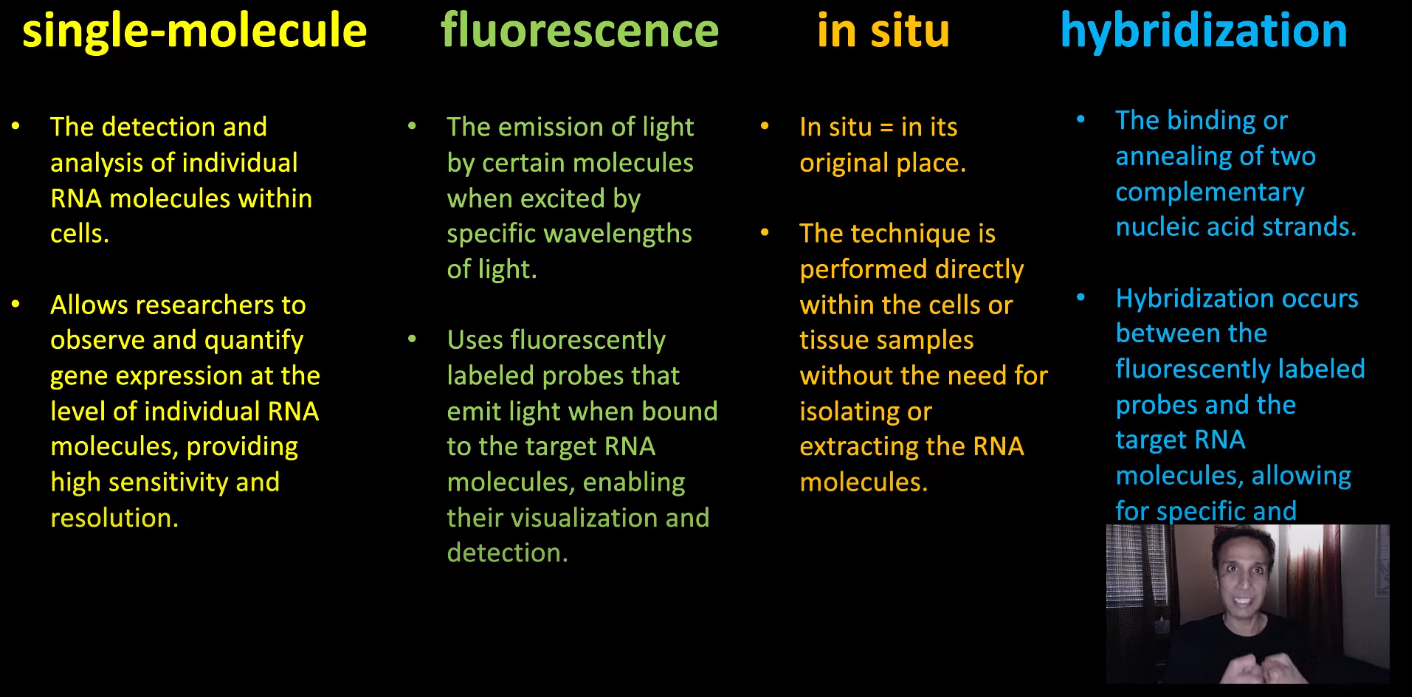 single-molecule
• The detection and
analysis of individual
RNA molecules within
cells.
• Allows researchers to
observe and quantify
gene expression at the
level of individual RNA
molecules, providing
high sensitivity and
resolution.
fluorescence
• The emission of light
by certain molecules
when excited by
specific wavelengths
of light.
• Uses fluorescently
labeled probes that
emit light when bound
to the target RNA
molecules, enabling
their visualization and
detection.
in situ
• In situ = in its
original place.
• The technique is
performed directly
within the cells or
tissue samples
without the need for
isolating or
extracting the RNA
molecules.
hybridization
• The binding or
annealing of two
complementary
nucleic acid strands.
• Hybridization occurs
between the
fluorescently labeled
probes and the
target RNA
molecules, allowing
for specific and